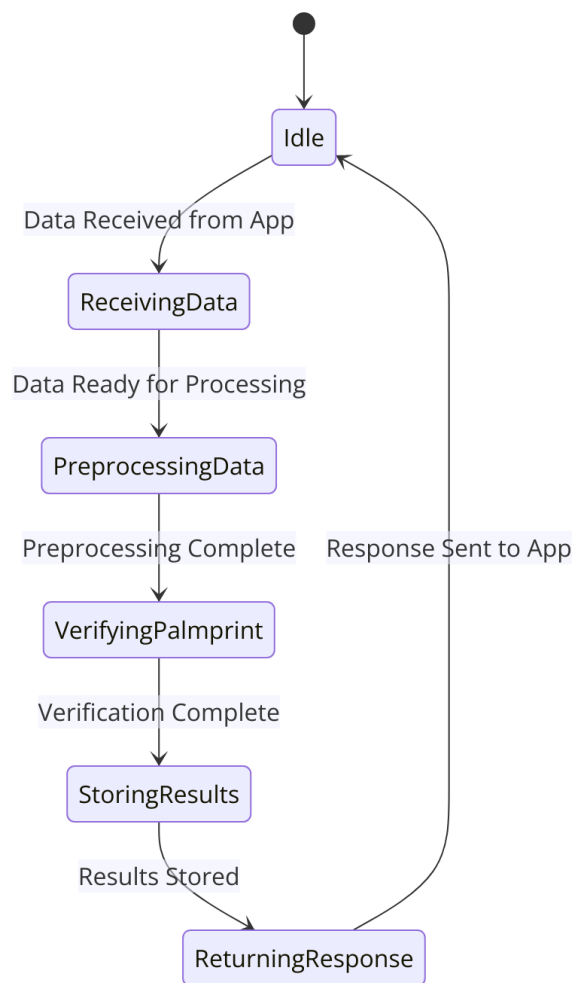 Idle
Data Received from App
ReceivingData
Data Ready for Processing
PreprocessingData
Preprocessing Complete
Response Sent to App
VerifyingPalmprint
Verification Complete
StoringResults
Results Stored
ReturningResponse